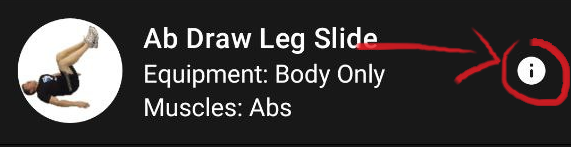 Ab Draw Leg Slide
Equipment: Body Only
Muscles: Abs